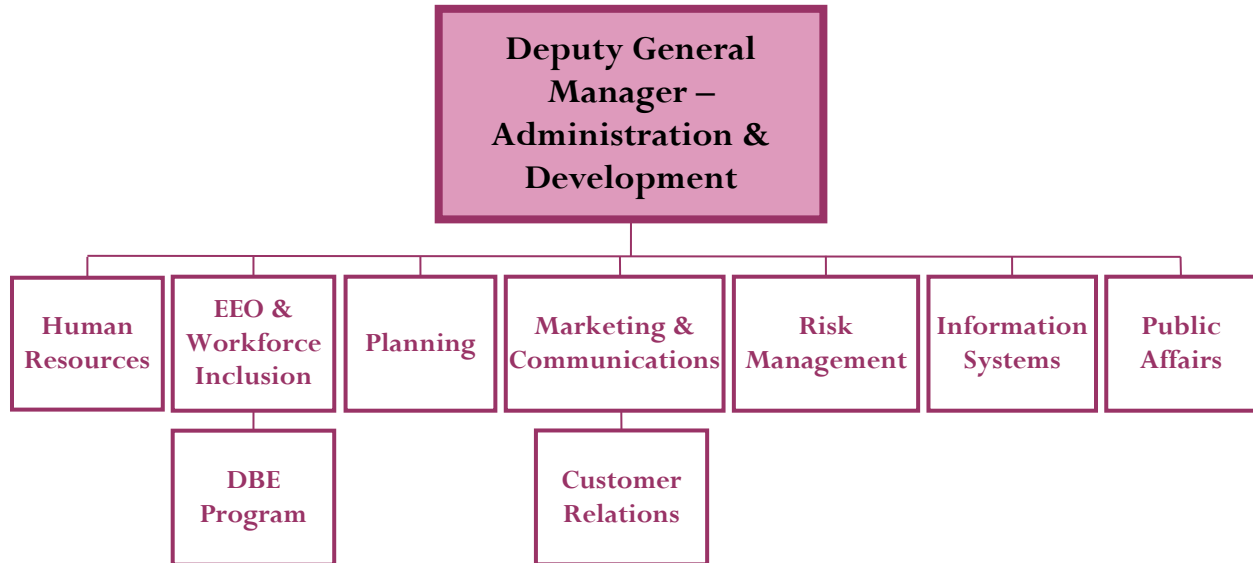 Deputy General
Manager –
Administration &
Development
Human
Resources
EEO &
Workforce
Inclusion
Planning
Marketing &
Communications
Risk
Management
Information
Systems
Public
Affairs
DBE
Program
Customer
Relations